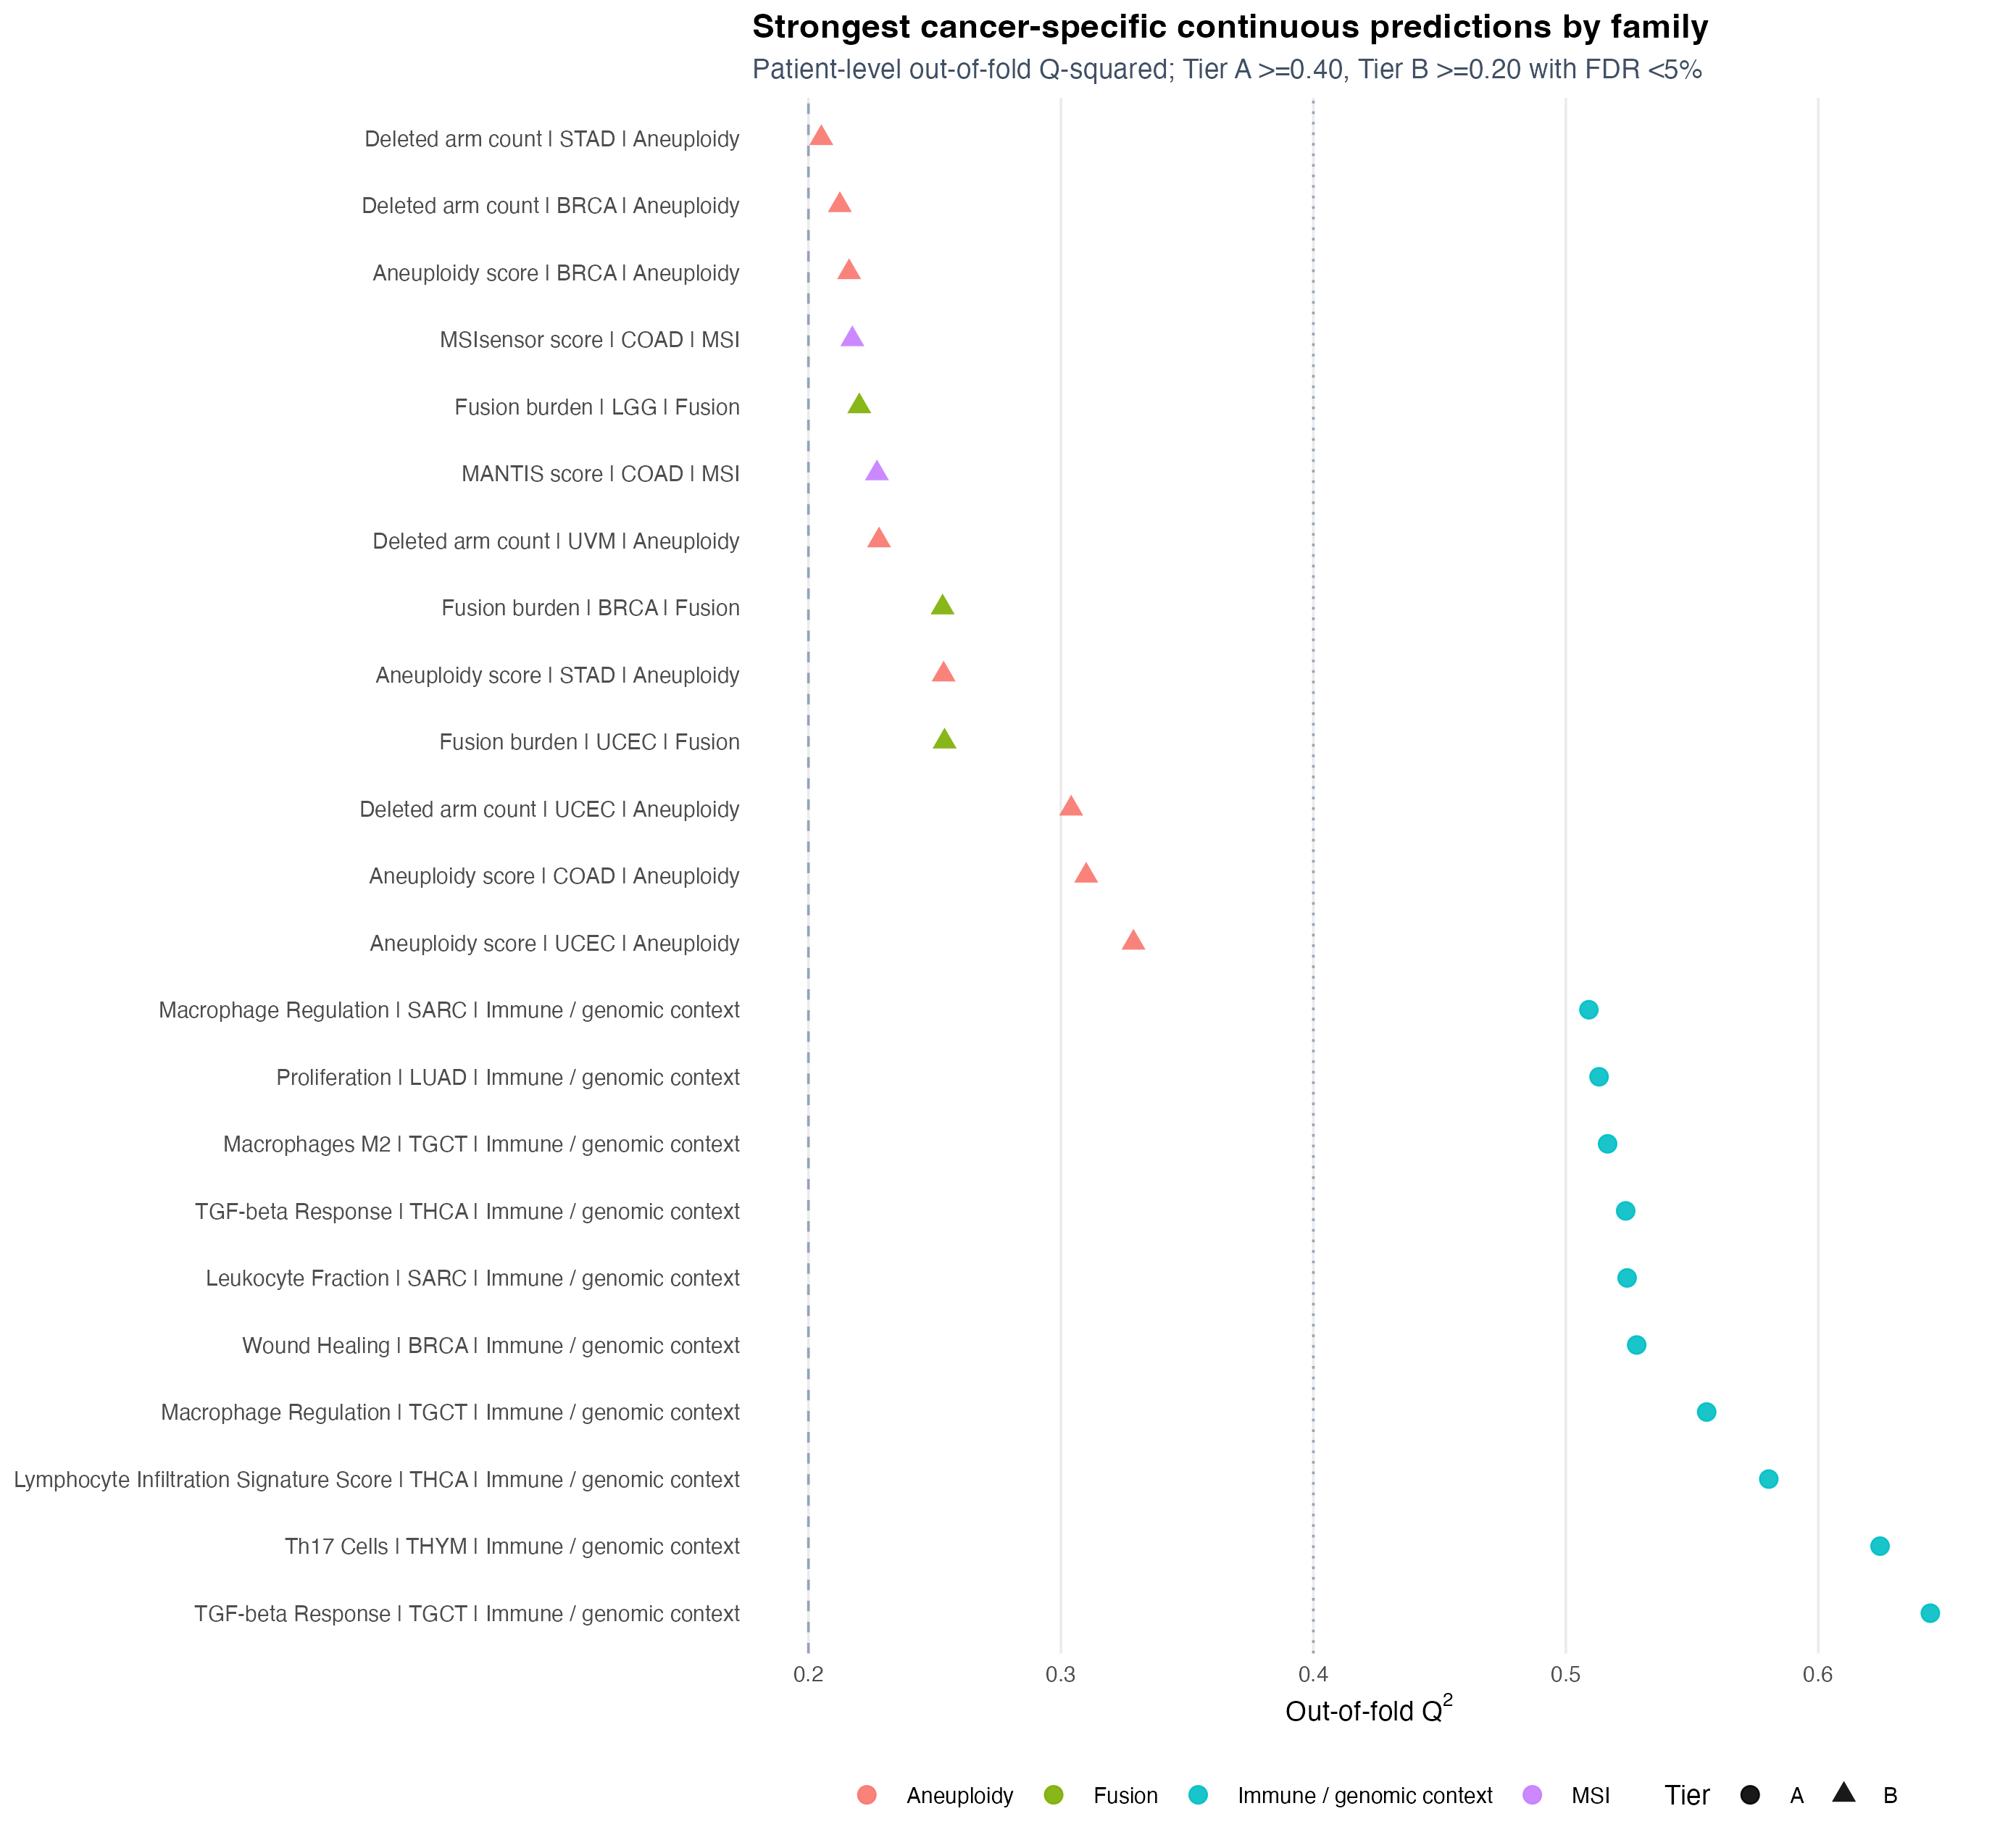 Strongest cancer-specific continuous predictions by family
Patient-level out-of-fold Q-squared; Tier A >=0.40, Tier B >=0.20 with FDR <5%
Deleted arm count | STAD | Aneuploidy
Deleted arm count | BRCA | Aneuploidy
Aneuploidy score | BRCA | Aneuploidy
MSIsensor score | COAD | MSI
Fusion burden | LGG | Fusion
MANTIS score | COAD | MSI
Deleted arm count | UVM | Aneuploidy
Fusion burden | BRCA | Fusion
Aneuploidy score | STAD | Aneuploidy
Fusion burden | UCEC | Fusion
Deleted arm count | UCEC | Aneuploidy
Aneuploidy score | COAD | Aneuploidy
Aneuploidy score | UCEC | Aneuploidy
Macrophage Regulation | SARC | Immune / genomic context
Proliferation | LUAD | Immune / genomic context
Macrophages M2 | TGCT | Immune / genomic context
TGF-beta Response | THCA | Immune / genomic context
Leukocyte Fraction | SARC | Immune / genomic context
Wound Healing | BRCA | Immune / genomic context
Macrophage Regulation | TGCT | Immune / genomic context
Lymphocyte Infiltration Signature Score | THCA | Immune / genomic context
Th17 Cells | THYM | Immune / genomic context
TGF-beta Response | TGCT | Immune / genomic context
0.2 0.3 0.4 0.5 0.6
Out-of-fold Q²
Aneuploidy Fusion Immune / genomic context MSI Tier A B